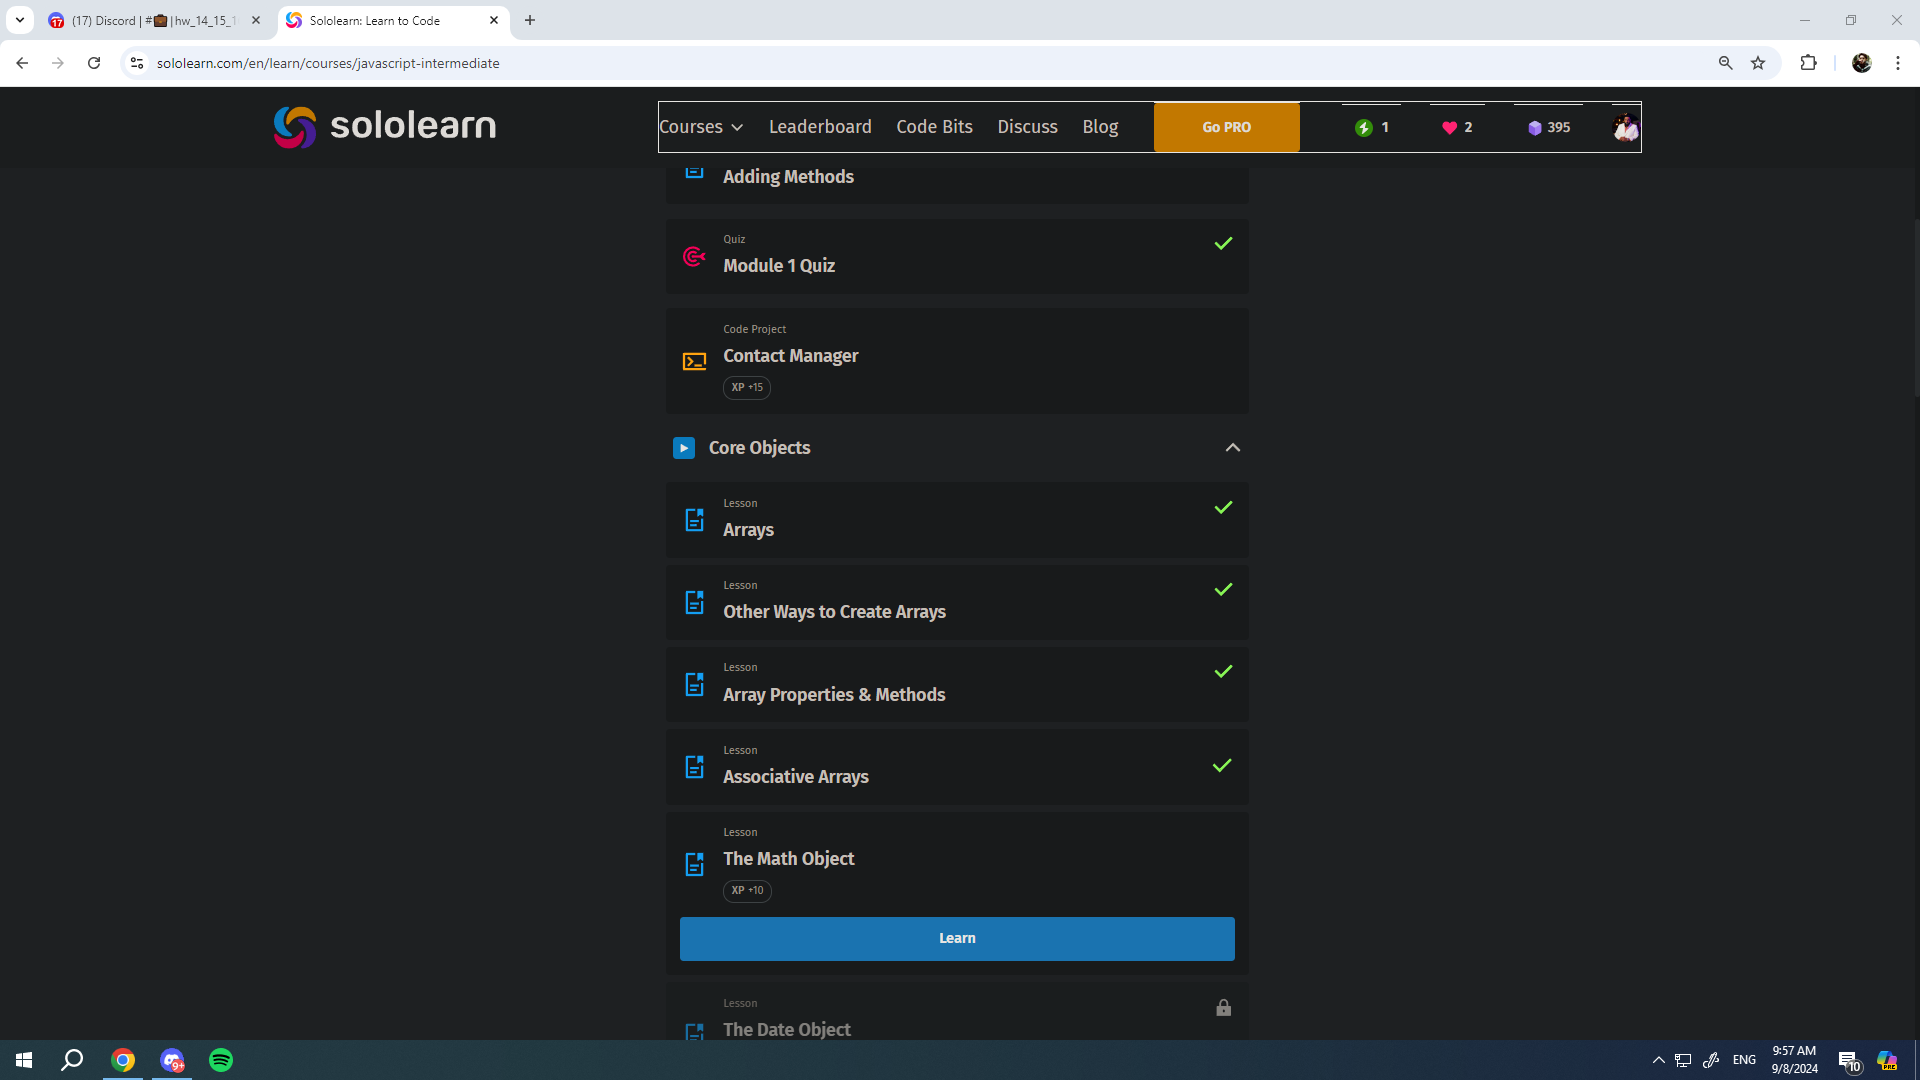 (17) Discord | #💼|hw_14_15_1
Sololearn: Learn to Code
sololearn.com/en/learn/courses/javascript-intermediate
sololearn
Courses
Leaderboard
Code Bits
Discuss
Blog
Go PRO
1
2
395
Adding Methods
Quiz
Module 1 Quiz
Code Project
Contact Manager
XP +15
Core Objects
Lesson
Arrays
Lesson
Other Ways to Create Arrays
Lesson
Array Properties & Methods
Lesson
Associative Arrays
Lesson
The Math Object
XP +10
Learn
Lesson
The Date Object
9+
ENG
9:57 AM
9/8/2024
10
PRE